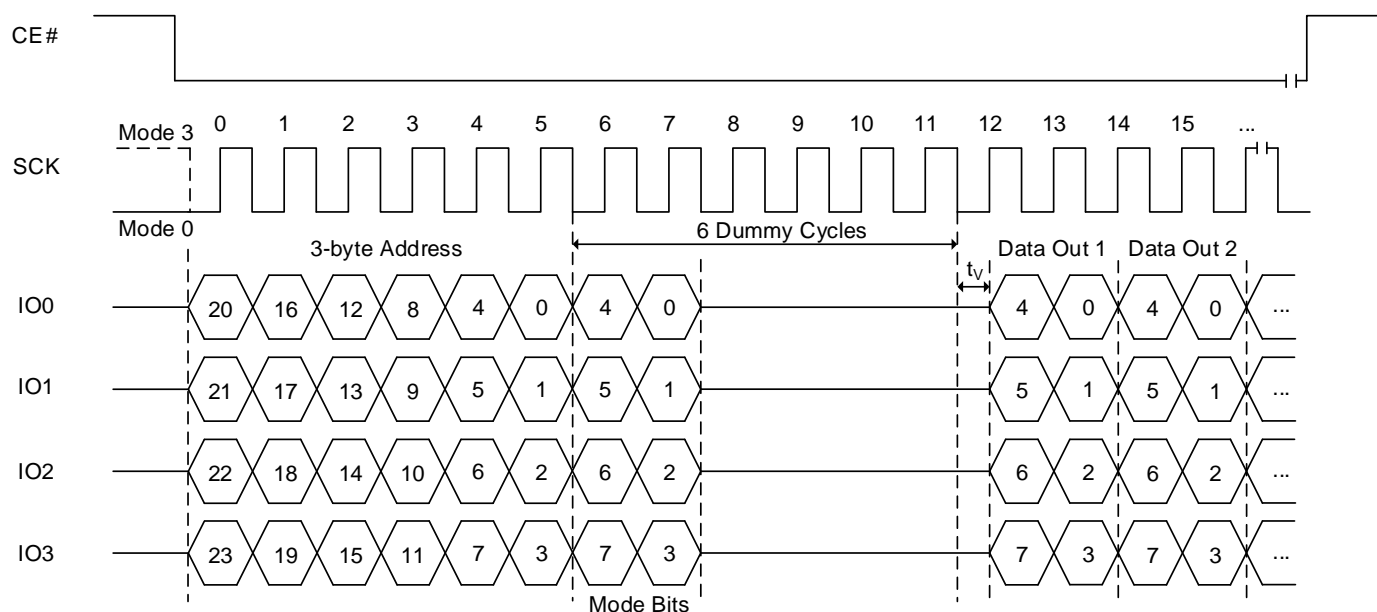 CE#
0 1 2 3 4 5 6 7 8 9 10 11 12 13 14 15 ...
Mode 3
SCK
Mode 0
6 Dummy Cycles
3-byte Address Data Out 1 Data Out 2
tV
IO0 20 16 12 8 4 0 4 0 4 0 4 0 ...
IO1 21 17 13 9 5 1 5 1 5 1 5 1 ...
IO2 22 18 14 10 6 2 6 2 6 2 6 2 ...
IO3 23 19 15 11 7 3 7 3 7 3 7 3 ...
Mode Bits